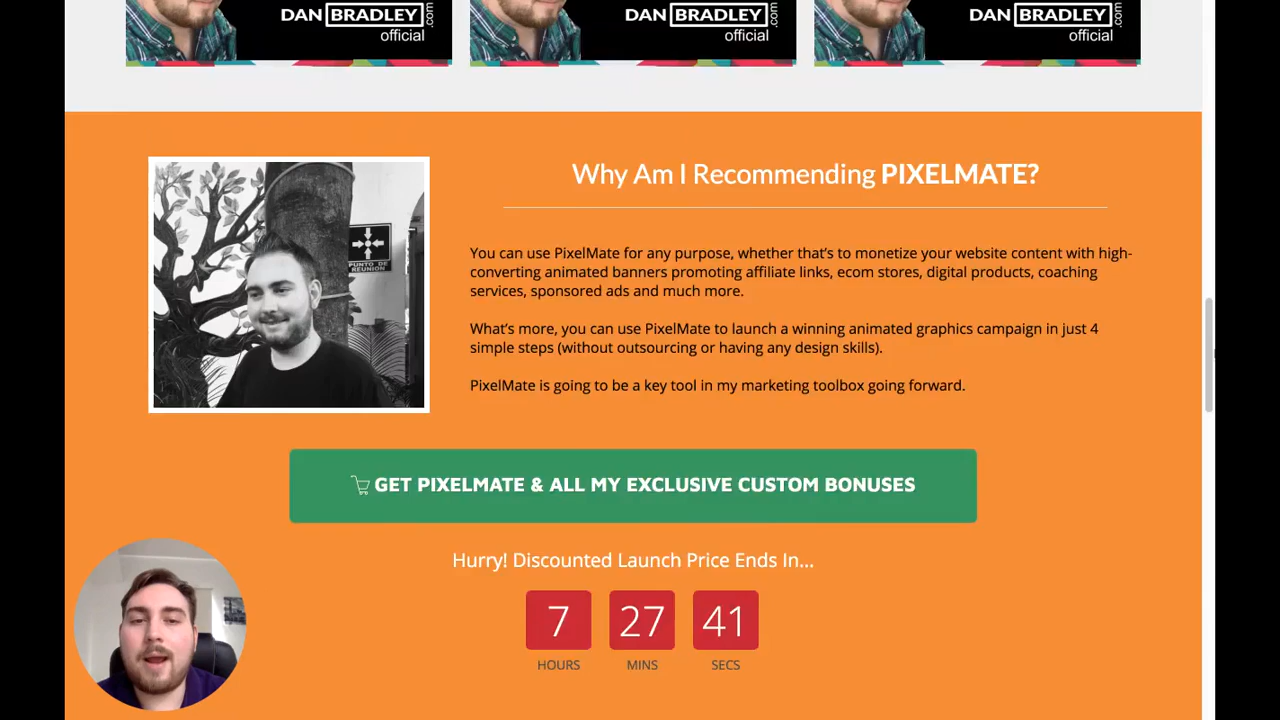 DAN BRADLEY .com
official
DAN BRADLEY .com
official
DAN BRADLEY .com
official
Why Am I Recommending PIXELMATE?
PUNTO DE
REUNION
You can use PixelMate for any purpose, whether that's to monetize your website content with high-
converting animated banners promoting affiliate links, ecom stores, digital products, coaching
services, sponsored ads and much more.
What's more, you can use PixelMate to launch a winning animated graphics campaign in just 4
simple steps (without outsourcing or having any design skills).
PixelMate is going to be a key tool in my marketing toolbox going forward.
GET PIXELMATE & ALL MY EXCLUSIVE CUSTOM BONUSES
Hurry! Discounted Launch Price Ends In...
7 27 41
HOURS MINS SECS